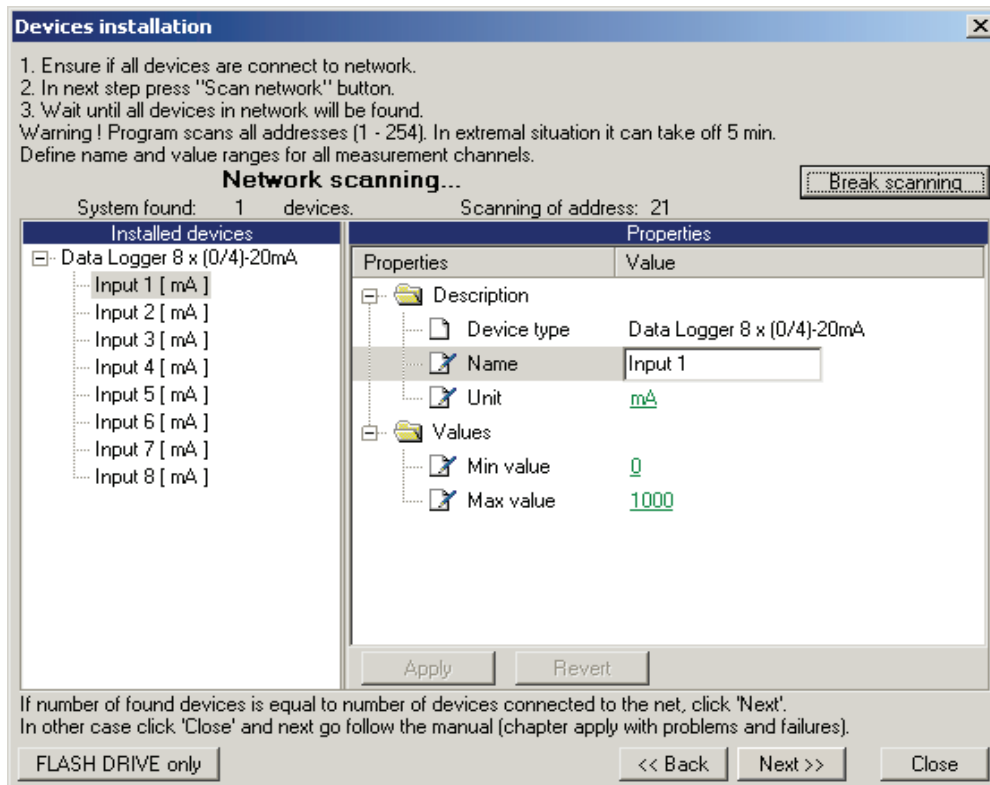 Devices installation
1. Ensure if all devices are connect to network.
2. In next step press "Scan network" button.
3. Wait until all devices in network will be found.
Warning ! Program scans all addresses (1 - 254). In extremal situation it can take off 5 min.
Define name and value ranges for all measurement channels.
Network scanning...
Break scanning
System found: 1 devices. Scanning of address: 21
Installed devices
Data Logger 8 x (0/4)-20mA
Input 1 [ mA ]
Input 2 [ mA ]
Input 3 [ mA ]
Input 4 [ mA ]
Input 5 [ mA ]
Input 6 [ mA ]
Input 7 [ mA ]
Input 8 [ mA ]
Properties
Properties Value
Description
Device type Data Logger 8 x (0/4)-20mA
Name Input 1
Unit mA
Values
Min value 0
Max value 1000
Apply Revert
If number of found devices is equal to number of devices connected to the net, click 'Next'.
In other case click 'Close' and next go follow the manual (chapter apply with problems and failures).
FLASH DRIVE only << Back Next >> Close